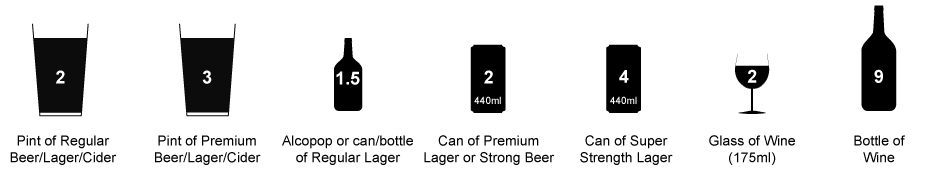 2
Pint of Regular
Beer/Lager/Cider
3
Pint of Premium
Beer/Lager/Cider
1.5
Alcopop or can/bottle
of Regular Lager
2
440ml
Can of Premium
Lager or Strong Beer
4
440ml
Can of Super
Strength Lager
2
Glass of Wine
(175ml)
9
Bottle of
Wine